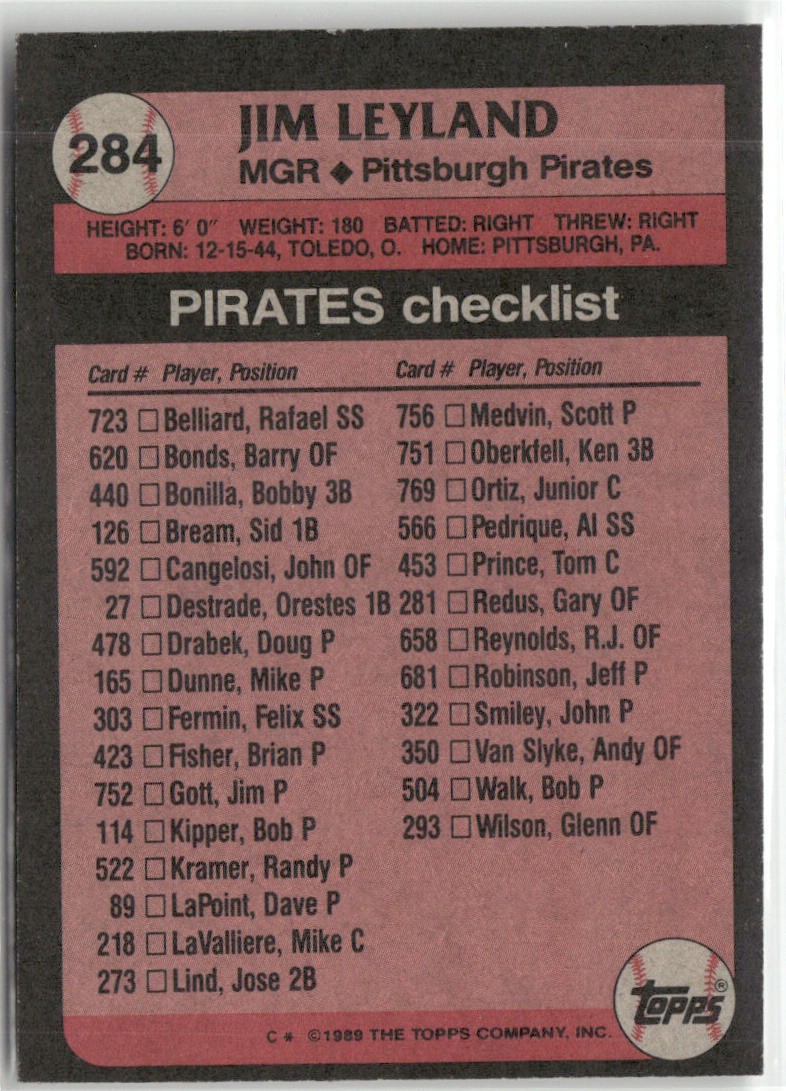 284
JIM LEYLAND
MGR ◆ Pittsburgh Pirates
HEIGHT: 6' 0" WEIGHT: 180 BATTED: RIGHT THREW: RIGHT
BORN: 12-15-44, TOLEDO, O. HOME: PITTSBURGH, PA.
PIRATES checklist
Card # Player, Position
723 □ Belliard, Rafael SS
620 □ Bonds, Barry OF
440 □ Bonilla, Bobby 3B
126 □ Bream, Sid 1B
592 □ Cangelosi, John OF
27 □ Destrade, Orestes 1B
478 □ Drabek, Doug P
165 □ Dunne, Mike P
303 □ Fermin, Felix SS
423 □ Fisher, Brian P
752 □ Gott, Jim P
114 □ Kipper, Bob P
522 □ Kramer, Randy P
89 □ LaPoint, Dave P
218 □ LaValliere, Mike C
273 □ Lind, Jose 2B
Card # Player, Position
756 □ Medvin, Scott P
751 □ Oberkfell, Ken 3B
769 □ Ortiz, Junior C
566 □ Pedrique, Al SS
453 □ Prince, Tom C
281 □ Redus, Gary OF
658 □ Reynolds, R.J. OF
681 □ Robinson, Jeff P
322 □ Smiley, John P
350 □ Van Slyke, Andy OF
504 □ Walk, Bob P
293 □ Wilson, Glenn OF
TOPPS®
C * ©1989 THE TOPPS COMPANY, INC.